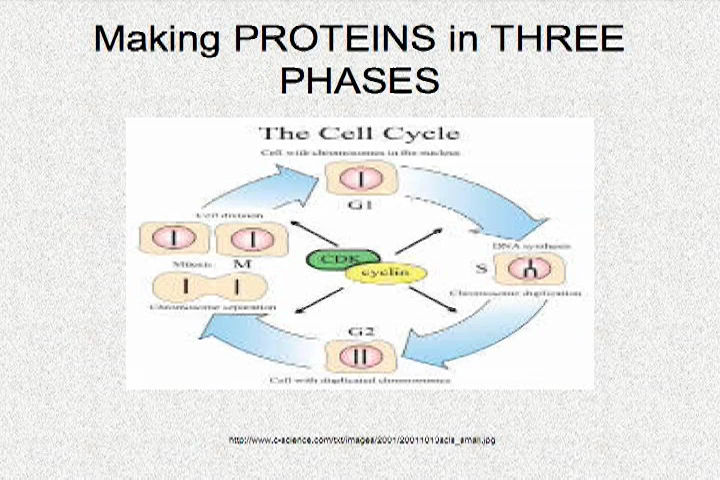 Making PROTEINS in THREE
PHASES
The Cell Cycle
Cell with chromosomes in the nucleus
G1
Cell division
DNA synthesis
CDK
cyclin
Mitosis
M
S
Chromosome duplication
Chromosome separation
G2
Cell with duplicated chromosomes